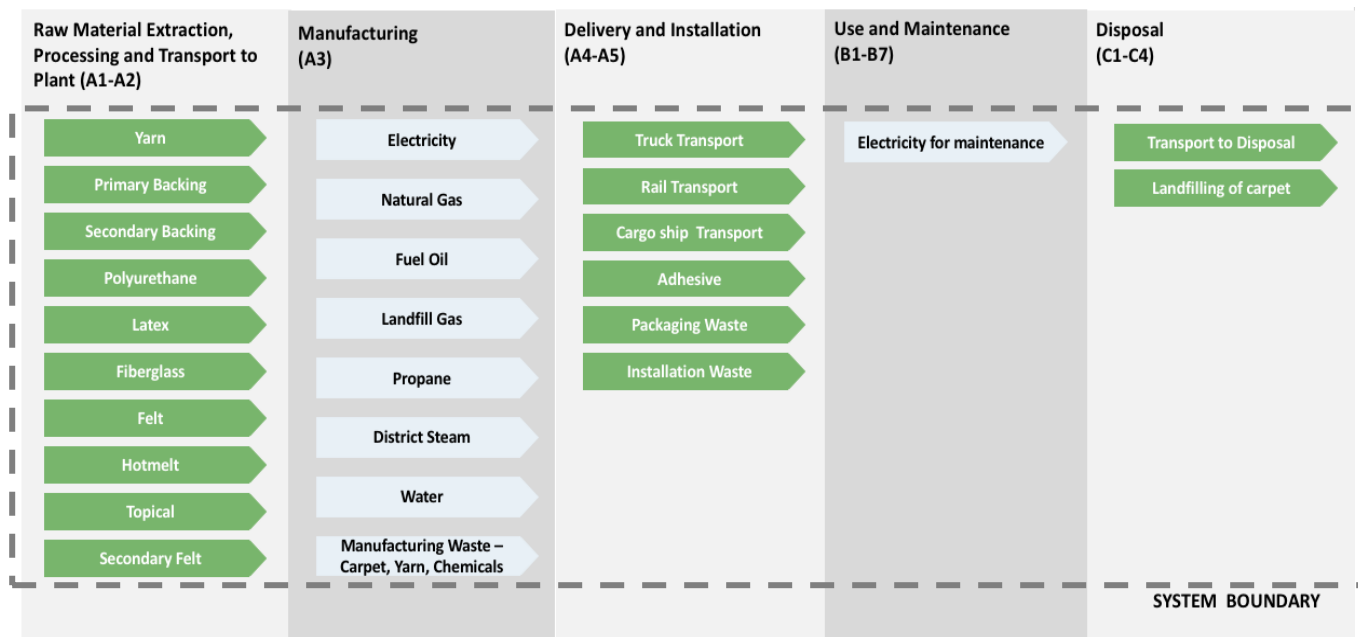 Raw Material Extraction,
Processing and Transport to
Plant (A1-A2)
Yarn
Primary Backing
Secondary Backing
Polyurethane
Latex
Fiberglass
Felt
Hotmelt
Topical
Secondary Felt
Manufacturing
(A3)
Electricity
Natural Gas
Fuel Oil
Landfill Gas
Propane
District Steam
Water
Manufacturing Waste –
Carpet, Yarn, Chemicals
Delivery and Installation
(A4-A5)
Truck Transport
Rail Transport
Cargo ship Transport
Adhesive
Packaging Waste
Installation Waste
Use and Maintenance
(B1-B7)
Electricity for maintenance
Disposal
(C1-C4)
Transport to Disposal
Landfilling of carpet
SYSTEM BOUNDARY